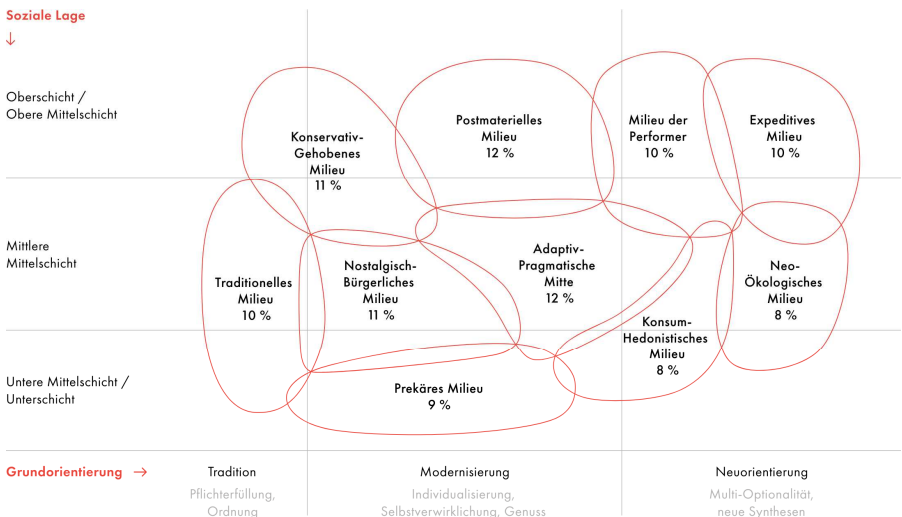 Soziale Lage
↓
Oberschicht /
Obere Mittelschicht
Konservativ-
Gehobenes
Milieu
11 %
Postmaterielles
Milieu
12 %
Milieu der
Performer
10 %
Expeditives
Milieu
10 %
Mittlere
Mittelschicht
Traditionelles
Milieu
10 %
Nostalgisch-
Bürgerliches
Milieu
11 %
Adaptiv-
Pragmatische
Mitte
12 %
Konsum-
Hedonistisches
Milieu
8 %
Neo-
Ökologisches
Milieu
8 %
Untere Mittelschicht /
Unterschicht
Prekäres Milieu
9 %
Grundorientierung →
Tradition
Pflichterfüllung,
Ordnung
Modernisierung
Individualisierung,
Selbstverwirklichung, Genuss
Neuorientierung
Multi-Optionalität,
neue Synthesen